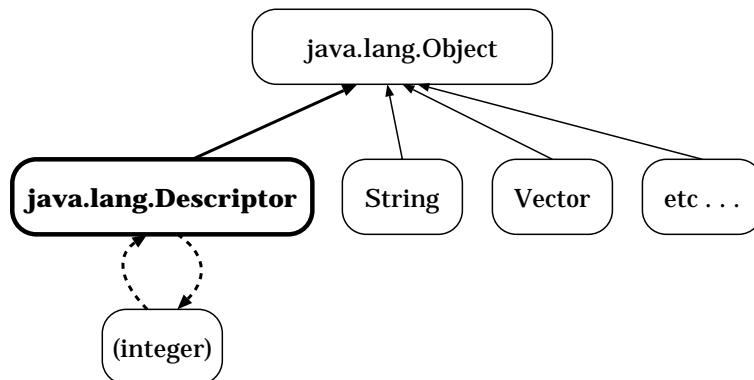 java.lang.Object
java.lang.Descriptor
String
Vector
etc . . .
(integer)